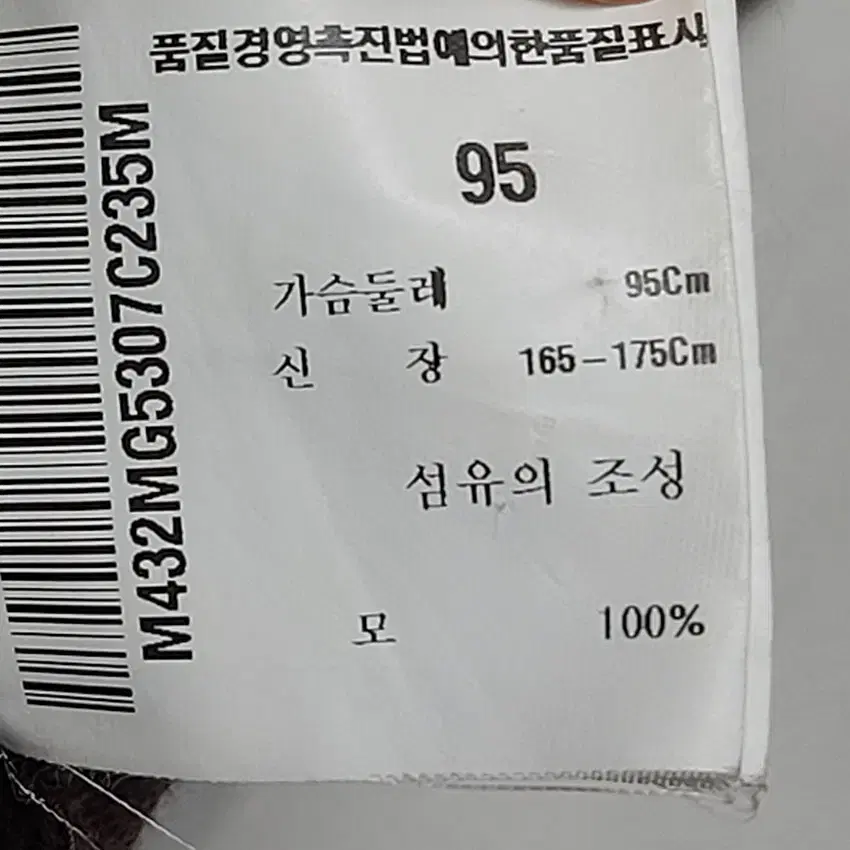 품질경영촉진법에의한품질표시
95
가슴둘레 95Cm
신 장 165-175Cm
섬유의 조성
모 100%
M432MG5307C235M